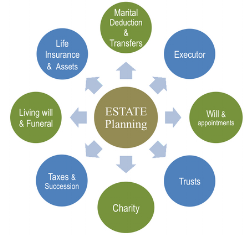 Marital
Deduction
&
Transfers
Executor
Will &
appointments
Trusts
Charity
Taxes &
Succession
Living will
& Funeral
Life
Insurance
& Assets
ESTATE
Planning